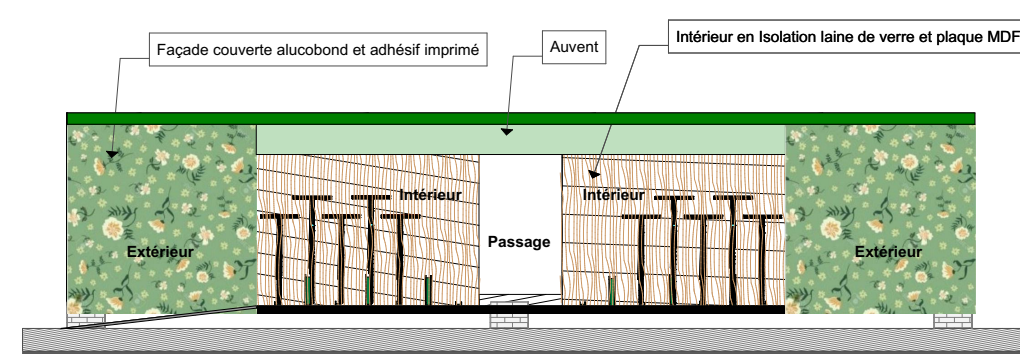 Façade couverte alucobond et adhésif imprimé
Auvent
Intérieur en Isolation laine de verre et plaque MDF
Intérieur
Intérieur
Passage
Extérieur
Extérieur